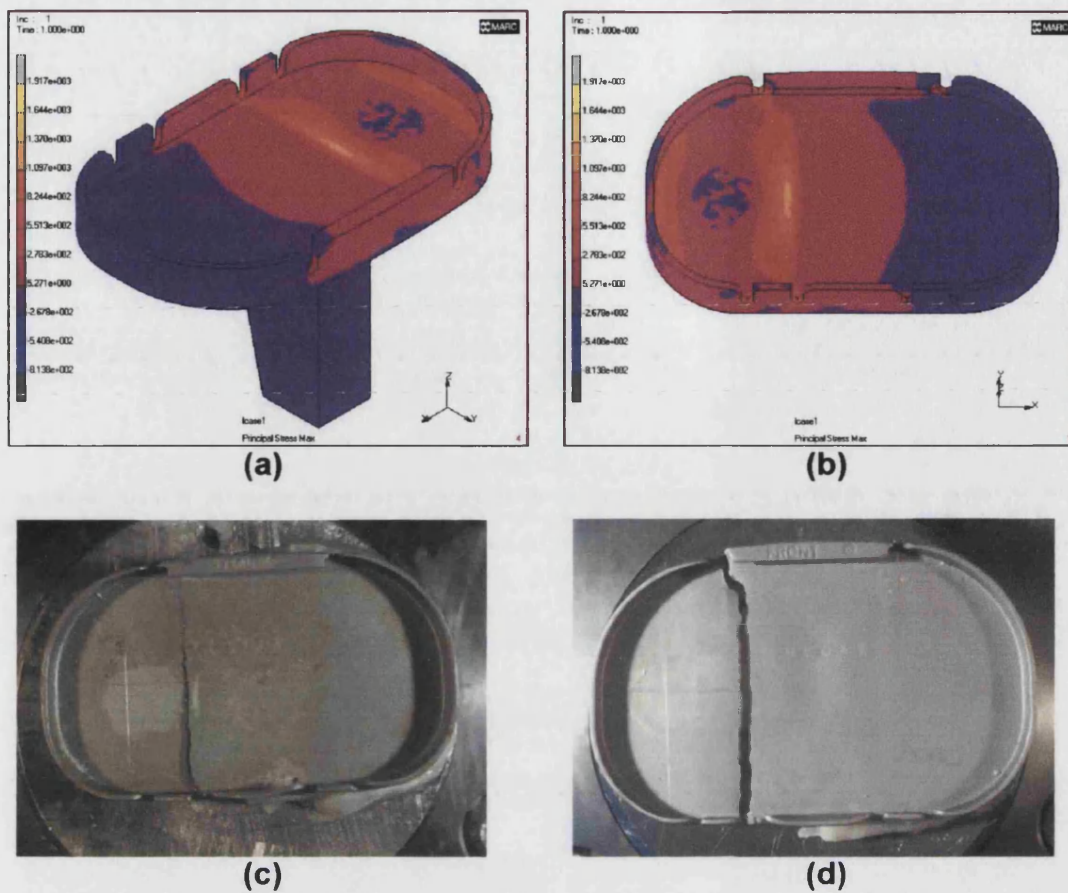 Inc : 1
Time : 1.000e+000
MARC
1.917e+003
1.644e+003
1.370e+003
1.097e+003
8.244e+002
5.513e+002
2.783e+002
5.271e+000
-2.679e+002
-5.408e+002
-8.138e+002
Z
X
Y
lcase1
Principal Stress Max
4
(a)
Inc : 1
Time : 1.000e+000
MARC
1.917e+003
1.644e+003
1.370e+003
1.097e+003
8.244e+002
5.513e+002
2.783e+002
5.271e+000
-2.679e+002
-5.408e+002
-8.138e+002
Y
X
lcase1
Principal Stress Max
(b)
(c)
FRONT
(d)